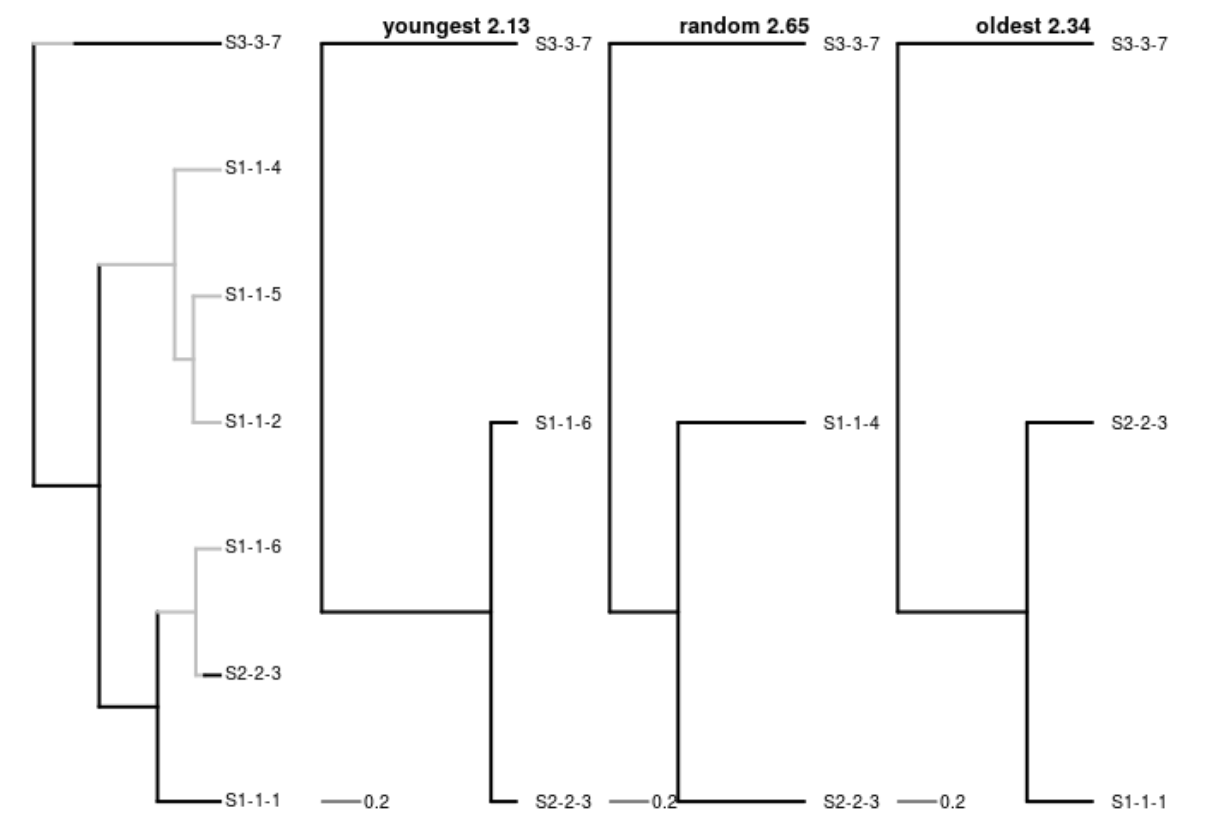 youngest 2.13 random 2.65 oldest 2.34
S3-3-7 S3-3-7 S3-3-7 S3-3-7
S1-1-4
S1-1-5
S1-1-2 S1-1-6 S1-1-4 S2-2-3
S1-1-6
S2-2-3
S1-1-1 0.2 S2-2-3 0.2 S2-2-3 0.2 S1-1-1